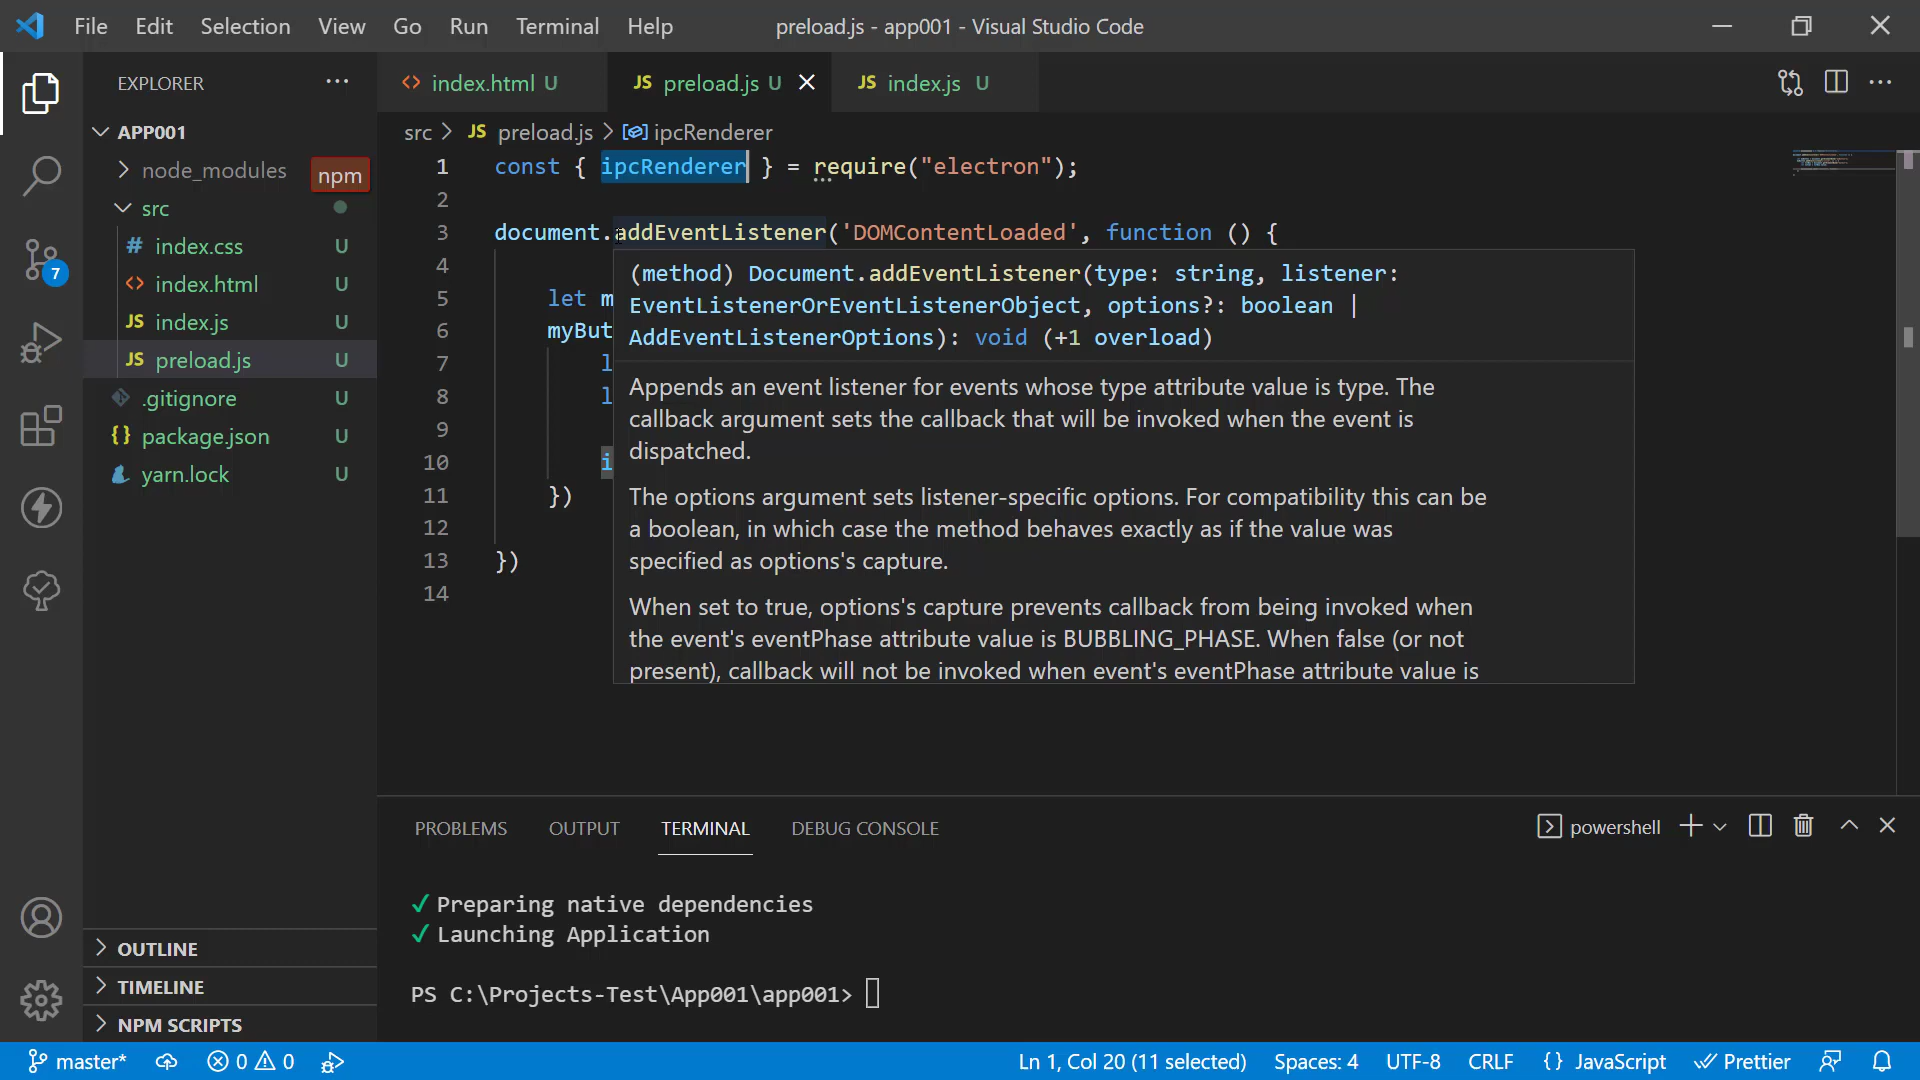 File Edit Selection View Go Run Terminal Help preload.js - app001 - Visual Studio Code
EXPLORER
index.html U
JS preload.js U
JS index.js U
APP001
src JS preload.js ipcRenderer
node_modules
npm
src
# index.css U
index.html U
JS index.js U
JS preload.js U
.gitignore U
{} package.json U
yarn.lock U
7
OUTLINE
TIMELINE
NPM SCRIPTS
1 const { ipcRenderer } = require("electron");
2
3 document.addEventListener('DOMContentLoaded', function () {
4
5 let m
6 myBut
7 l
8 l
9
10 i
11 })
12
13 })
14
(method) Document.addEventListener(type: string, listener:
EventListenerOrEventListenerObject, options?: boolean |
AddEventListenerOptions): void (+1 overload)
Appends an event listener for events whose type attribute value is type. The
callback argument sets the callback that will be invoked when the event is
dispatched.
The options argument sets listener-specific options. For compatibility this can be
a boolean, in which case the method behaves exactly as if the value was
specified as options's capture.
When set to true, options's capture prevents callback from being invoked when
the event's eventPhase attribute value is BUBBLING_PHASE. When false (or not
present), callback will not be invoked when event's eventPhase attribute value is
PROBLEMS OUTPUT TERMINAL DEBUG CONSOLE
powershell
✓ Preparing native dependencies
✓ Launching Application
PS C:\Projects-Test\App001\app001>
master* 0 0 Ln 1, Col 20 (11 selected) Spaces: 4 UTF-8 CRLF {} JavaScript Prettier